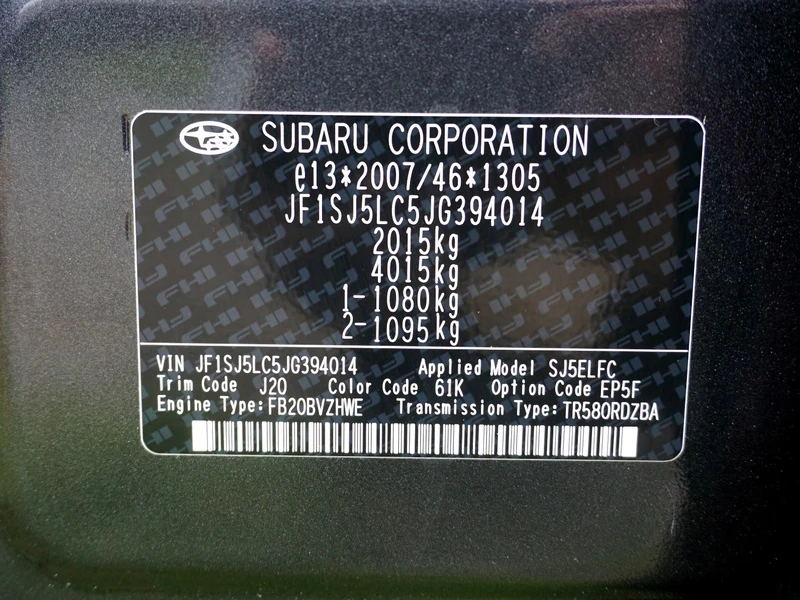 SUBARU CORPORATION
e13*2007/46*1305
JF1SJ5LC5JG394014
2015kg
4015kg
1-1080kg
2-1095kg
VIN JF1SJ5LC5JG394014 Applied Model SJ5ELFC
Trim Code J20 Color Code 61K Option Code EP5F
Engine Type:FB20BVZHWE Transmission Type:TR580RDZBA